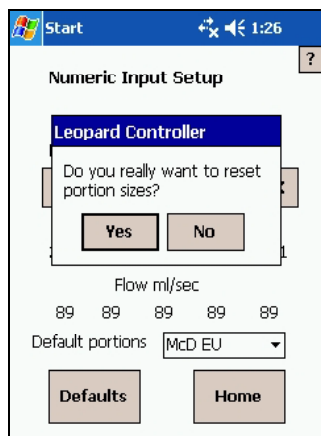 Start 1:26
?
Numeric Input Setup
Leopard Controller
Do you really want to reset
portion sizes?
Yes No
Flow ml/sec
89 89 89 89 89
Default portions McD EU
Defaults Home